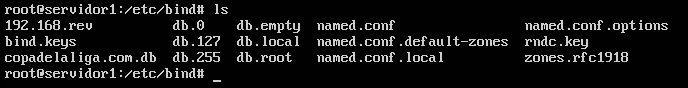 root@servidor1:/etc/bind# ls
192.168.rev db.0 db.empty named.conf named.conf.options
bind.keys db.127 db.local named.conf.default-zones rndc.key
copadelaliga.com.db db.255 db.root named.conf.local zones.rfc1918
root@servidor1:/etc/bind# _